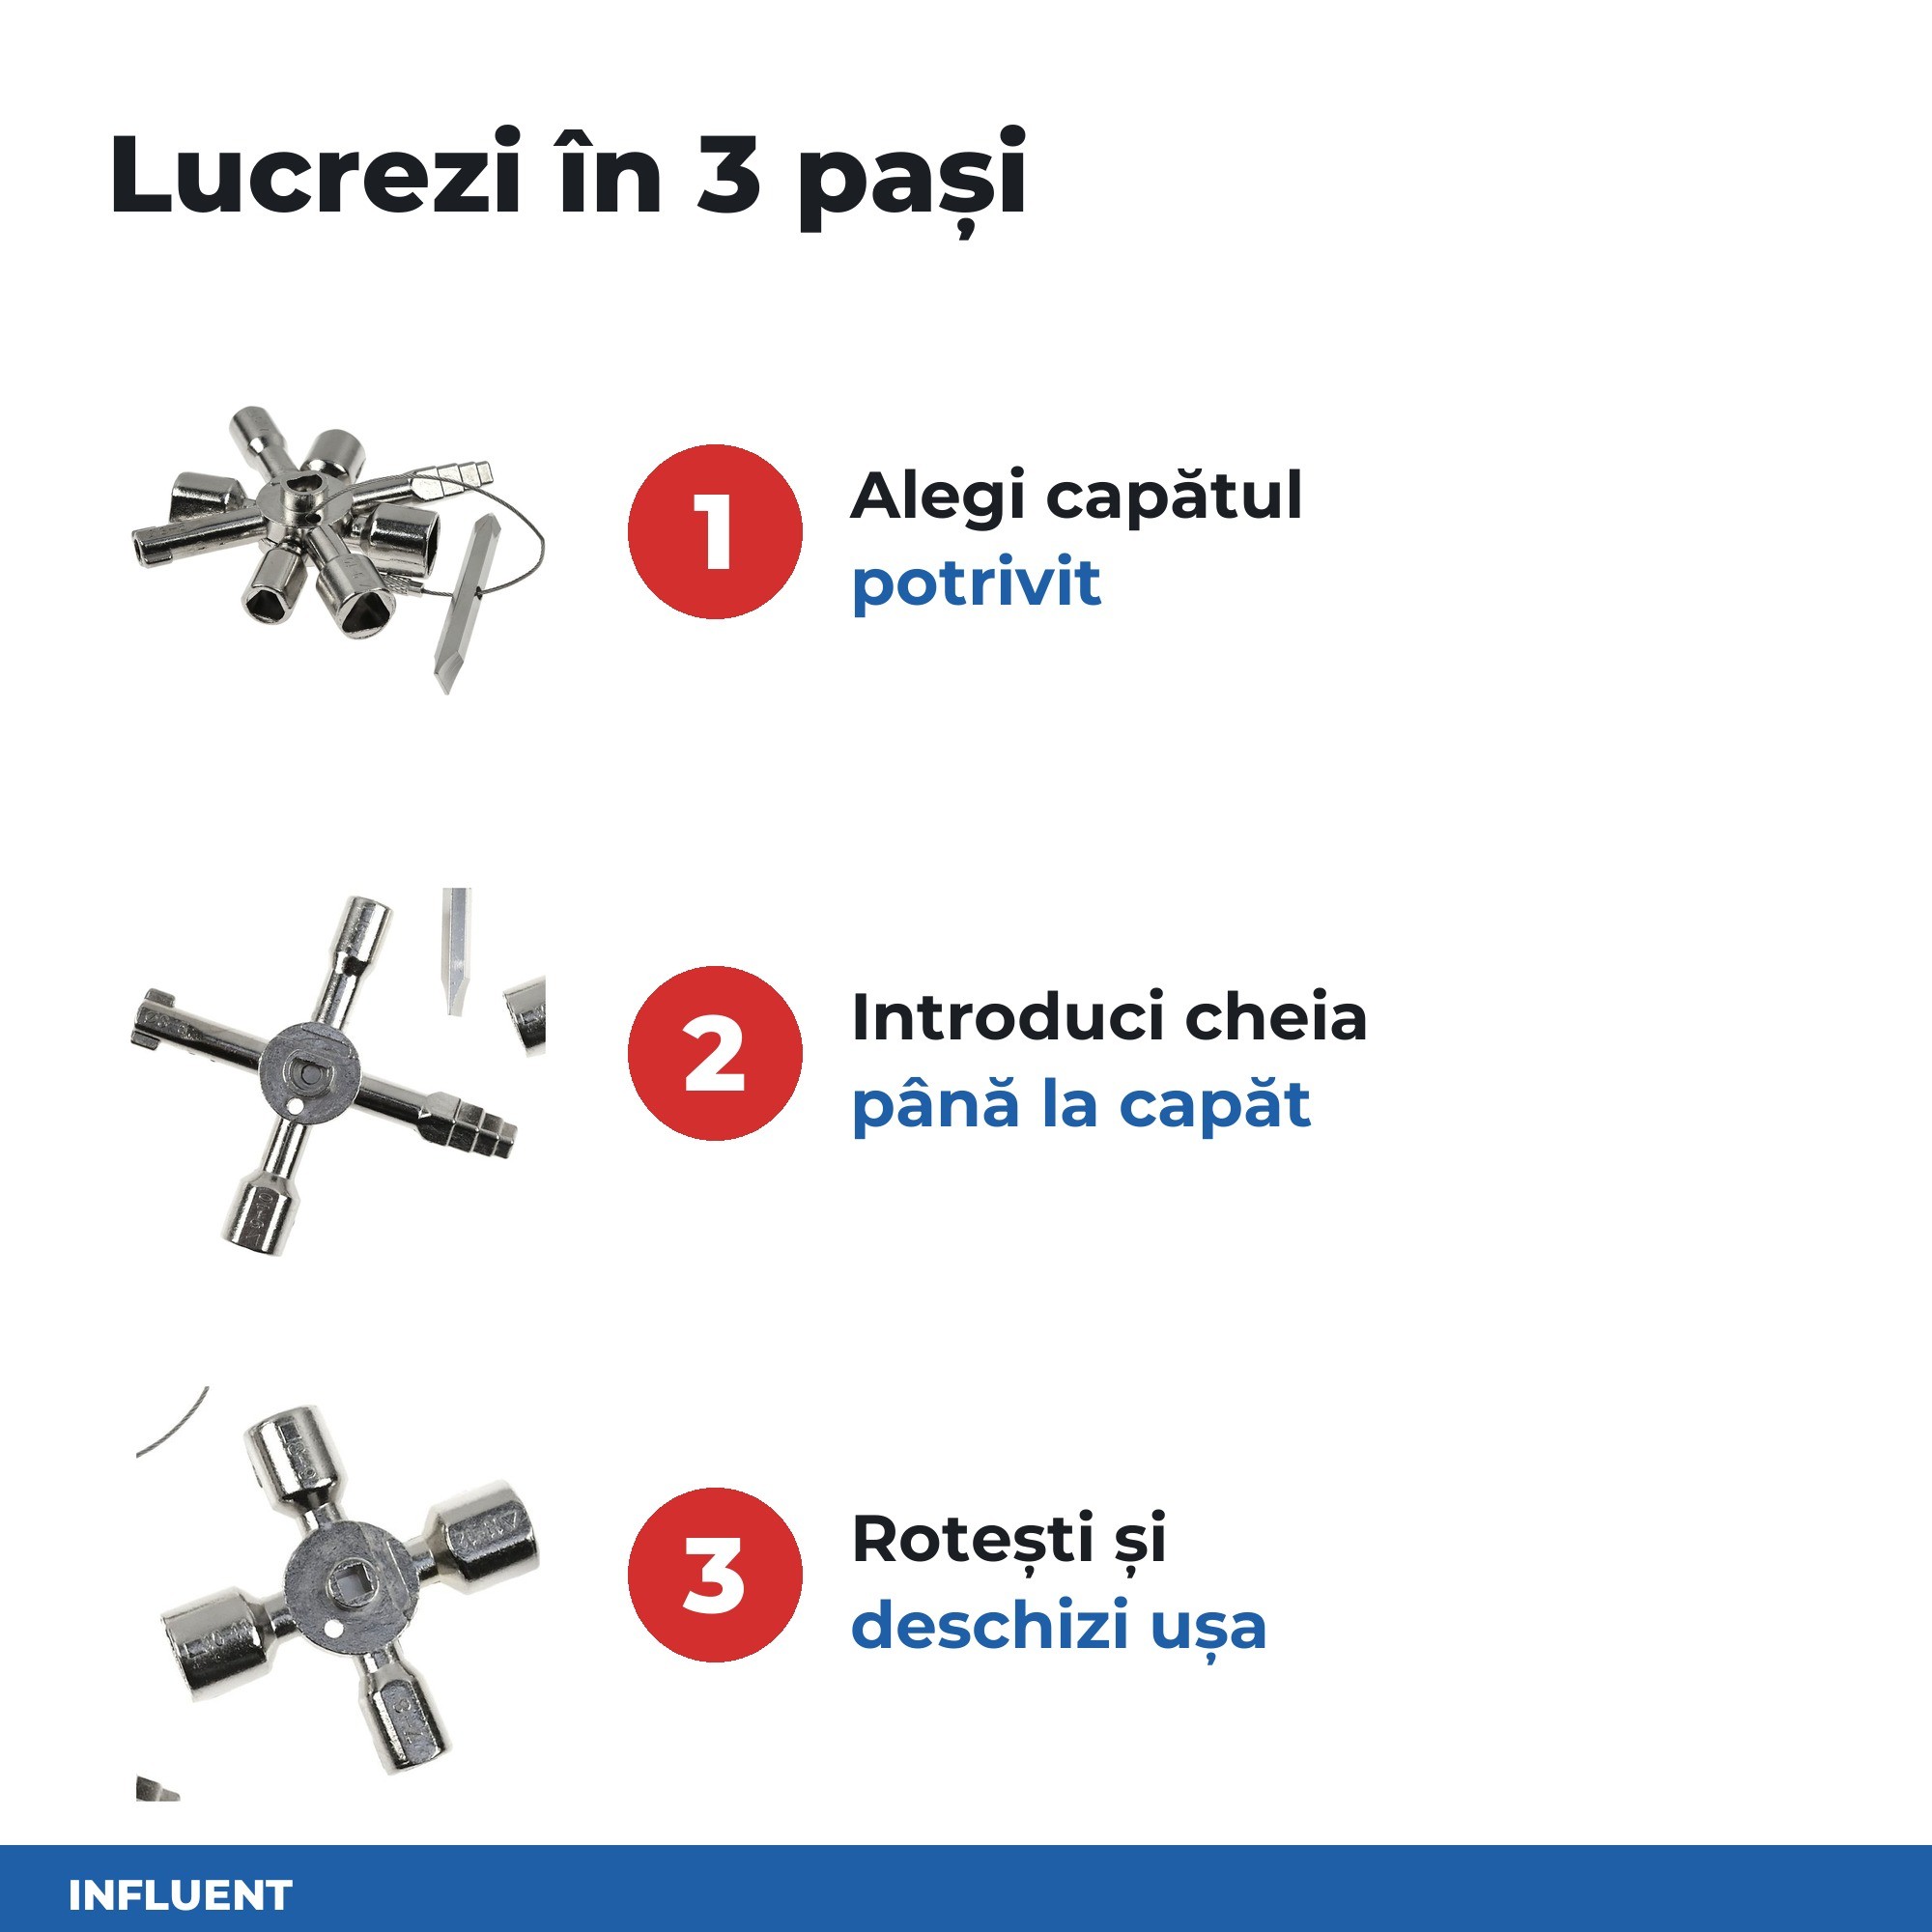 Lucrezi în 3 pași
1
Alegi capătul
potrivit
2
Introduci cheia
până la capăt
3
Rotești și
deschizi ușa
INFLUENT